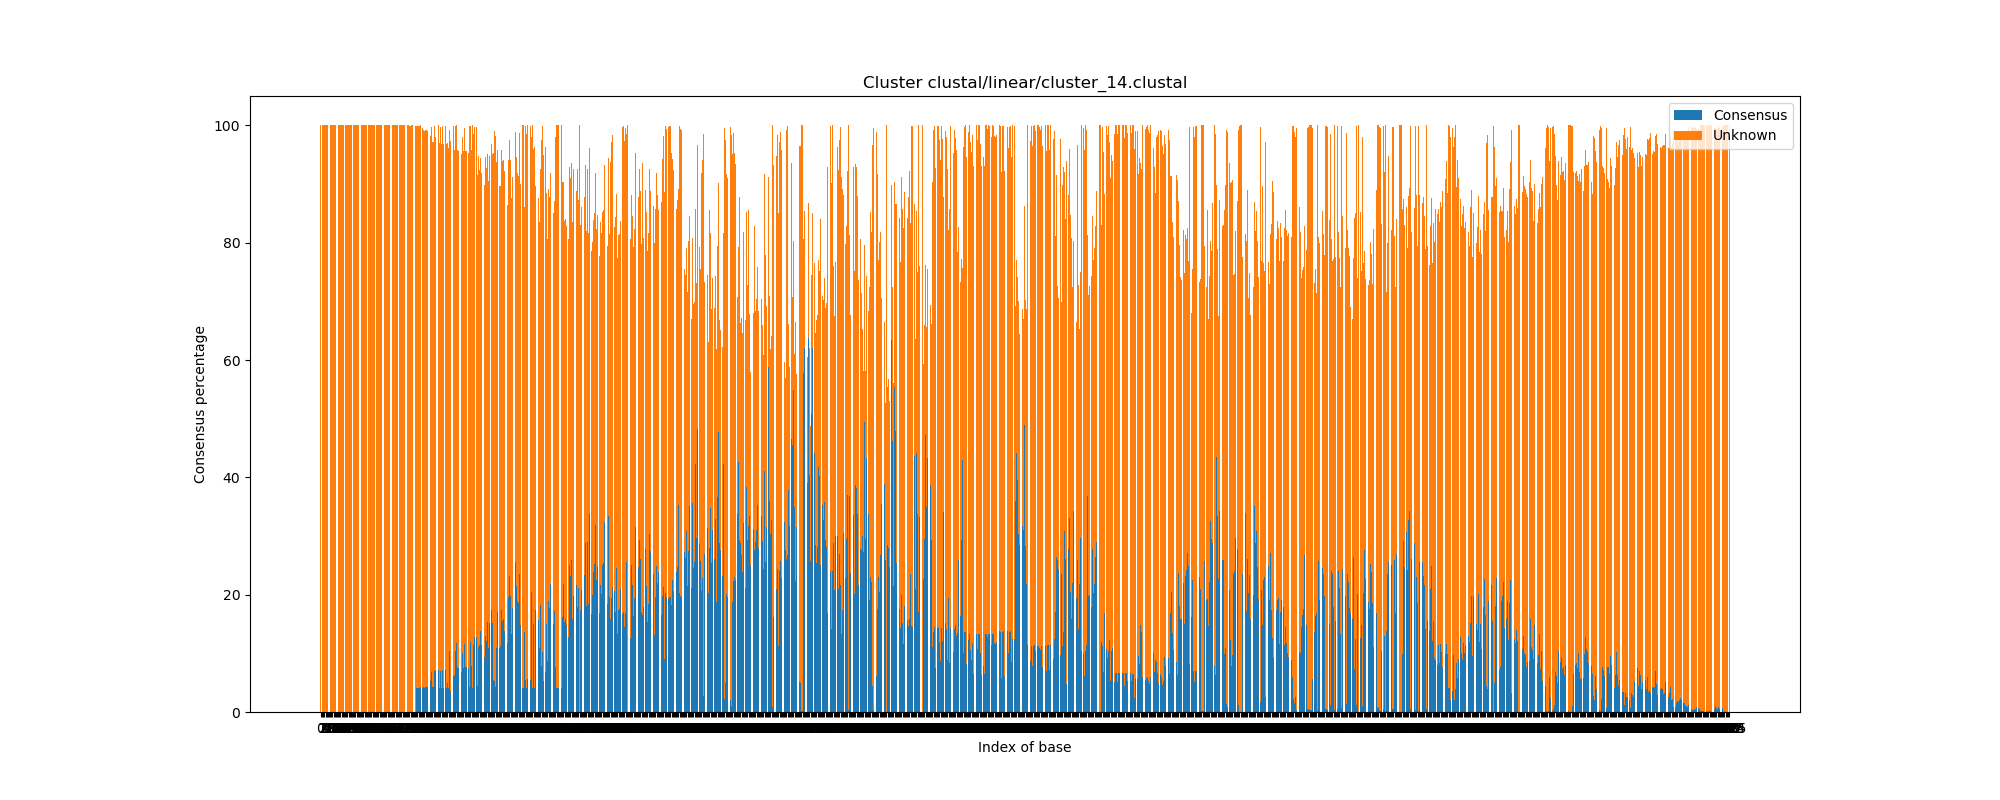 Cluster clustal/linear/cluster_14.clustal
Consensus
Unknown
100
80
60
40
20
0
Consensus percentage
Index of base